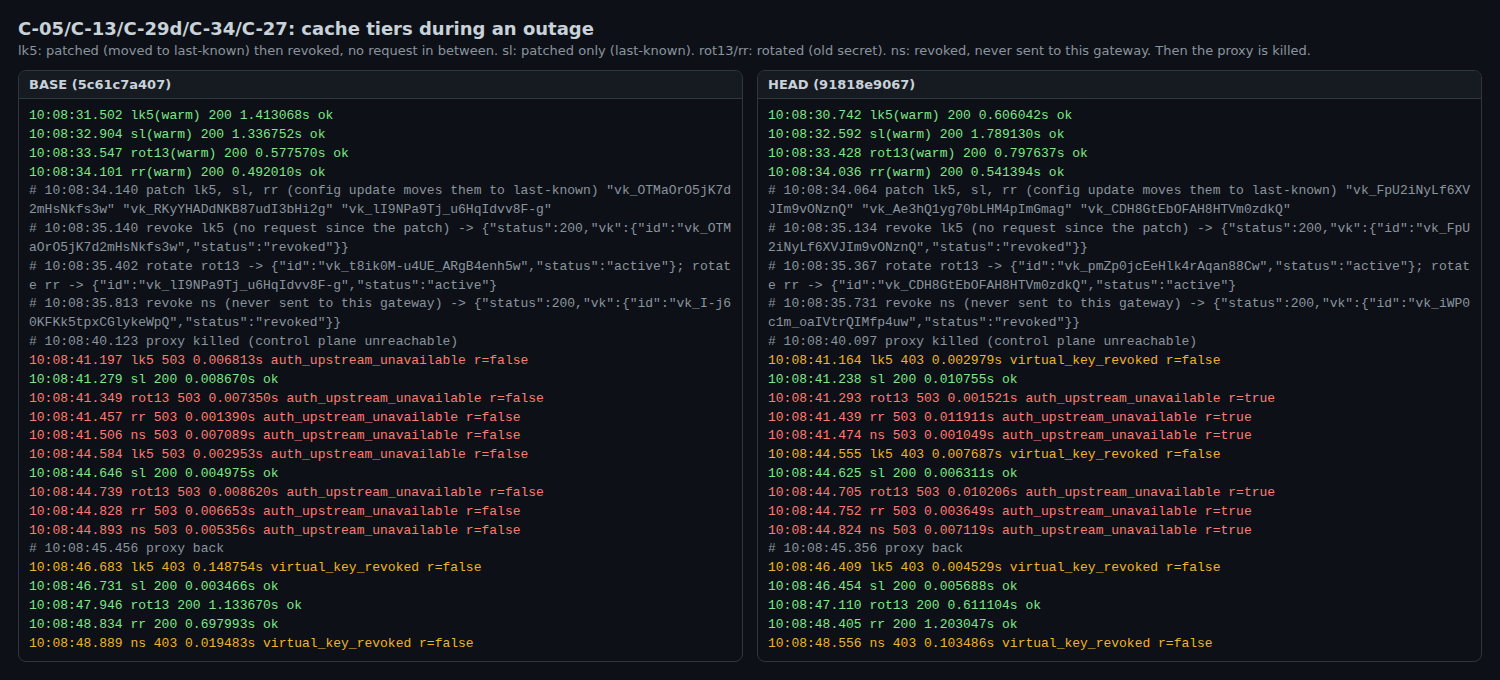 C-05/C-13/C-29d/C-34/C-27: cache tiers during an outage
lk5: patched (moved to last-known) then revoked, no request in between. sl: patched only (last-known). rot13/rr: rotated (old secret). ns: revoked, never sent to this gateway. Then the proxy is killed.
BASE (5c61c7a407)
10:08:31.502 lk5(warm) 200 1.413068s ok
10:08:32.904 sl(warm) 200 1.336752s ok
10:08:33.547 rot13(warm) 200 0.577570s ok
10:08:34.101 rr(warm) 200 0.492010s ok
# 10:08:34.140 patch lk5, sl, rr (config update moves them to last-known) "vk_OTMaOrO5jK7d
2mHsNkfs3w" "vk_RKyYHADdNKB87udI3bHi2g" "vk_lI9NPa9Tj_u6HqIdvv8F-g"
# 10:08:35.140 revoke lk5 (no request since the patch) -> {"status":200,"vk":{"id":"vk_OTM
aOrO5jK7d2mHsNkfs3w","status":"revoked"}}
# 10:08:35.402 rotate rot13 -> {"id":"vk_t8ik0M-u4UE_ARgB4enh5w","status":"active"}; rotat
e rr -> {"id":"vk_lI9NPa9Tj_u6HqIdvv8F-g","status":"active"}
# 10:08:35.813 revoke ns (never sent to this gateway) -> {"status":200,"vk":{"id":"vk_I-j6
0KFKk5tpxCGlykeWpQ","status":"revoked"}}
# 10:08:40.123 proxy killed (control plane unreachable)
10:08:41.197 lk5 503 0.006813s auth_upstream_unavailable r=false
10:08:41.279 sl 200 0.008670s ok
10:08:41.349 rot13 503 0.007350s auth_upstream_unavailable r=false
10:08:41.457 rr 503 0.001390s auth_upstream_unavailable r=false
10:08:41.506 ns 503 0.007089s auth_upstream_unavailable r=false
10:08:44.584 lk5 503 0.002953s auth_upstream_unavailable r=false
10:08:44.646 sl 200 0.004975s ok
10:08:44.739 rot13 503 0.008620s auth_upstream_unavailable r=false
10:08:44.828 rr 503 0.006653s auth_upstream_unavailable r=false
10:08:44.893 ns 503 0.005356s auth_upstream_unavailable r=false
# 10:08:45.456 proxy back
10:08:46.683 lk5 403 0.148754s virtual_key_revoked r=false
10:08:46.731 sl 200 0.003466s ok
10:08:47.946 rot13 200 1.133670s ok
10:08:48.834 rr 200 0.697993s ok
10:08:48.889 ns 403 0.019483s virtual_key_revoked r=false
HEAD (91818e9067)
10:08:30.742 lk5(warm) 200 0.606042s ok
10:08:32.592 sl(warm) 200 1.789130s ok
10:08:33.428 rot13(warm) 200 0.797637s ok
10:08:34.036 rr(warm) 200 0.541394s ok
# 10:08:34.064 patch lk5, sl, rr (config update moves them to last-known) "vk_FpU2iNyLf6XV
JIm9vONznQ" "vk_Ae3hQ1yg70bLHM4pImGmag" "vk_CDH8GtEbOFAH8HTVm0zdkQ"
# 10:08:35.134 revoke lk5 (no request since the patch) -> {"status":200,"vk":{"id":"vk_FpU
2iNyLf6XVJIm9vONznQ","status":"revoked"}}
# 10:08:35.367 rotate rot13 -> {"id":"vk_pmZp0jcEeHlk4rAqan88Cw","status":"active"}; rotat
e rr -> {"id":"vk_CDH8GtEbOFAH8HTVm0zdkQ","status":"active"}
# 10:08:35.731 revoke ns (never sent to this gateway) -> {"status":200,"vk":{"id":"vk_iWP0
c1m_oaIVtrQIMfp4uw","status":"revoked"}}
# 10:08:40.097 proxy killed (control plane unreachable)
10:08:41.164 lk5 403 0.002979s virtual_key_revoked r=false
10:08:41.238 sl 200 0.010755s ok
10:08:41.293 rot13 503 0.001521s auth_upstream_unavailable r=true
10:08:41.439 rr 503 0.011911s auth_upstream_unavailable r=true
10:08:41.474 ns 503 0.001049s auth_upstream_unavailable r=true
10:08:44.555 lk5 403 0.007687s virtual_key_revoked r=false
10:08:44.625 sl 200 0.006311s ok
10:08:44.705 rot13 503 0.010206s auth_upstream_unavailable r=true
10:08:44.752 rr 503 0.003649s auth_upstream_unavailable r=true
10:08:44.824 ns 503 0.007119s auth_upstream_unavailable r=true
# 10:08:45.356 proxy back
10:08:46.409 lk5 403 0.004529s virtual_key_revoked r=false
10:08:46.454 sl 200 0.005688s ok
10:08:47.110 rot13 200 0.611104s ok
10:08:48.405 rr 200 1.203047s ok
10:08:48.556 ns 403 0.103486s virtual_key_revoked r=false